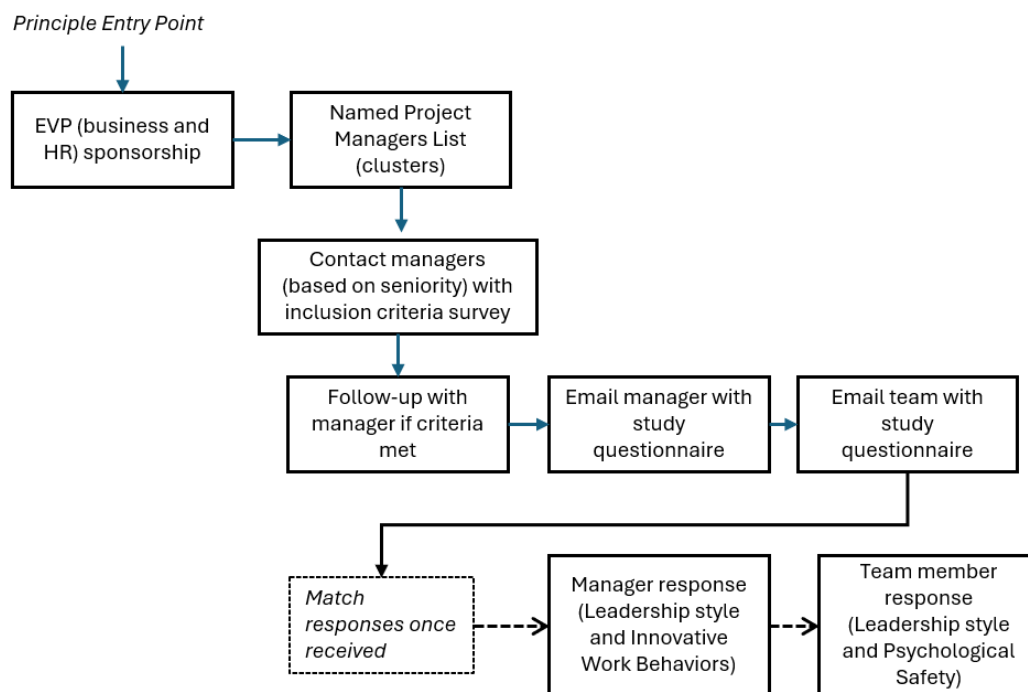 Principle Entry Point
EVP (business and
HR) sponsorship
Named Project
Managers List
(clusters)
Contact managers
(based on seniority) with
inclusion criteria survey
Follow-up with
manager if criteria
met
Email manager with
study
questionnaire
Email team with
study
questionnaire
Match
responses once
received
Manager response
(Leadership style
and Innovative
Work Behaviors)
Team member
response
(Leadership style
and Psychological
Safety)